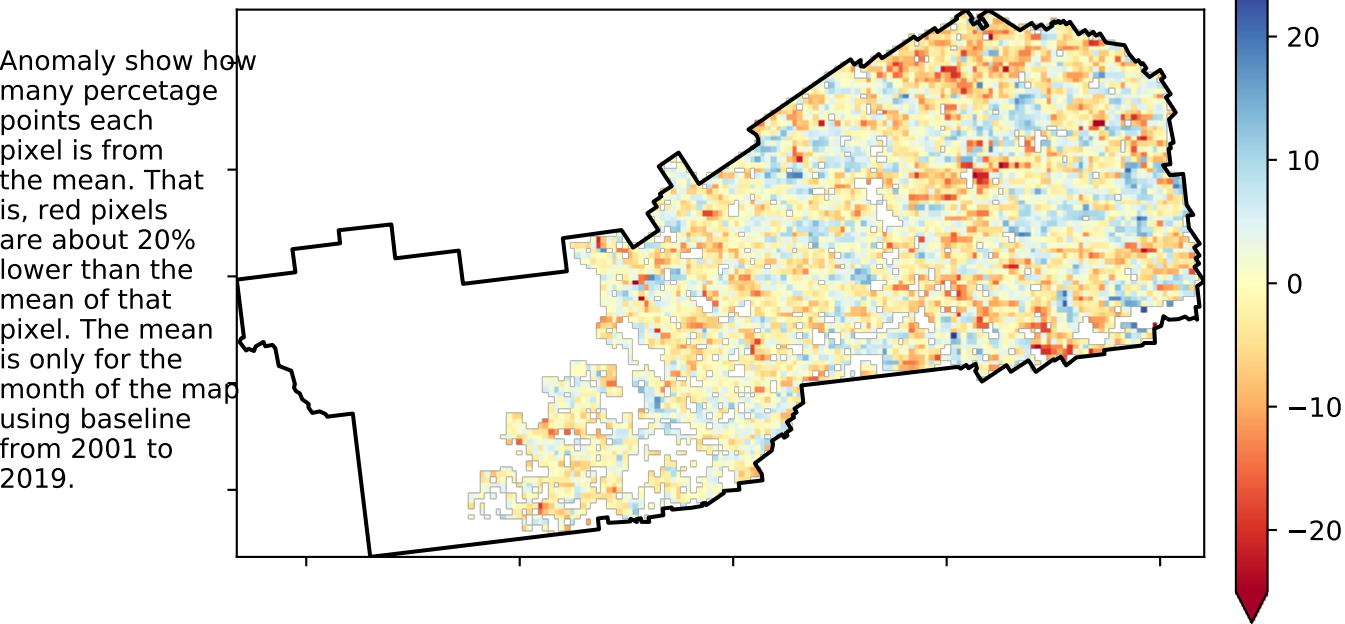 Anomaly show how
many percetage
points each
pixel is from
the mean. That
is, red pixels
are about 20%
lower than the
mean of that
pixel. The mean
is only for the
month of the map
using baseline
from 2001 to
2019.
20
10
0
−10
−20